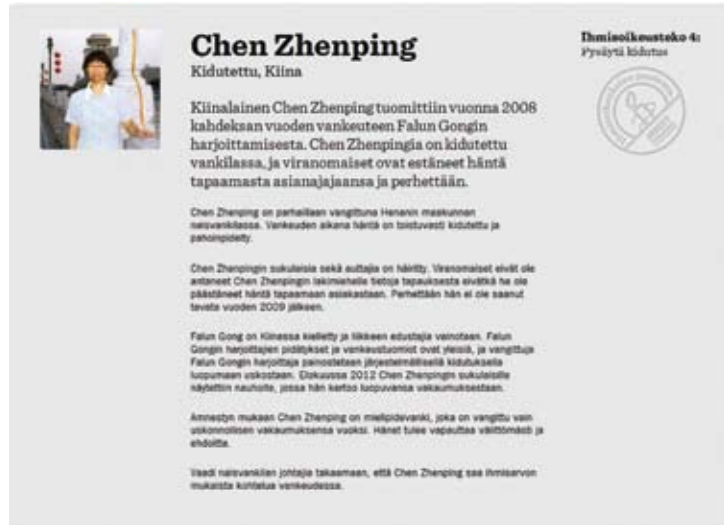 Chen Zhenping
Kidutettu, Kiina
Kiinalainen Chen Zhenping tuomittiin vuonna 2008
kahdeksan vuoden vankeuteen Falun Gongin
harjoittamisesta. Chen Zhenpingia on kidutettu
vankilassa, ja viranomaiset ovat estäneet häntä
tapaamasta asianajajaansa ja perhettään.
Chen Zhenping on parhaillaan vangittuna Henanin maakunnan
naisvankilassa. Vankeuden aikana häntä on toistuvasti kidutettu ja
pahoinpidelty.
Chen Zhenpingin sukulaisia sekä auttajia on häiritty. Viranomaiset eivät ole
antaneet Chen Zhenpingin lakimiehelle tietoja tapauksesta eivätkä he ole
päästäneet häntä tapaamaan asiakastaan. Perhettään hän ei ole saanut
tavata vuoden 2009 jälkeen.
Falun Gong on Kiinassa kielletty ja liikkeen edustajia vainotaan. Falun
Gongin harjoittajien pidätykset ja vankeustuomiot ovat yleisiä, ja vangittuja
Falun Gongin harjoittajia painostetaan järjestelmällisellä kidutuksella
luopumaan uskostaan. Elokuussa 2012 Chen Zhenpingin sukulaisille
näytettiin nauhoite, jossa hän kertoo luopuvansa vakaumuksestaan.
Amnestyn mukaan Chen Zhenping on mielipidevanki, joka on vangittu vain
uskonnollisen vakaumuksensa vuoksi. Hänet tulee vapauttaa välittömästi ja
ehdoitta.
Vaadi naisvankilan johtajia takaamaan, että Chen Zhenping saa ihmisarvon
mukaista kohtelua vankeudessa.
Ihmisoikeusteko 4:
Pysäytä kidutus